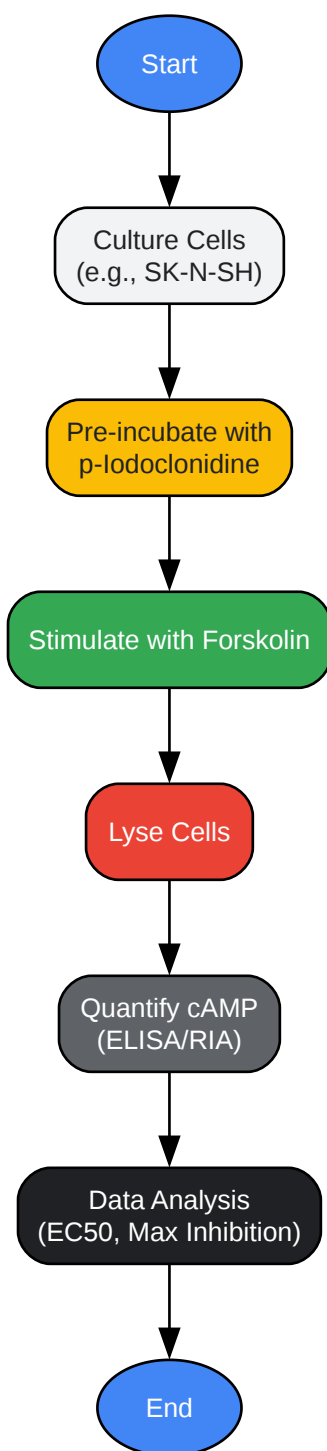 Start
Culture Cells
(e.g., SK-N-SH)
Pre-incubate with
p-Iodoclonidine
Stimulate with Forskolin
Lyse Cells
Quantify cAMP
(ELISA/RIA)
Data Analysis
(EC50, Max Inhibition)
End